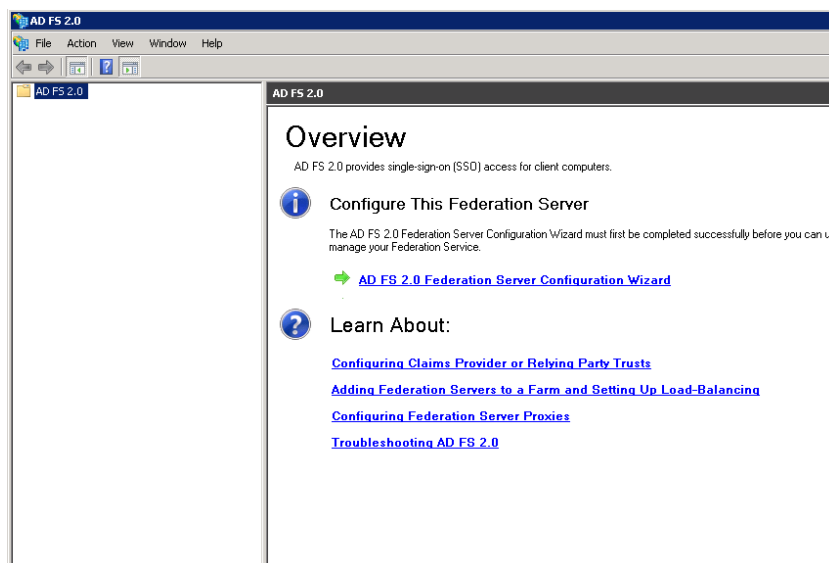 AD FS 2.0
File Action View Window Help
AD FS 2.0
AD FS 2.0
Overview
AD FS 2.0 provides single-sign-on (SSO) access for client computers.
Configure This Federation Server
The AD FS 2.0 Federation Server Configuration Wizard must first be completed successfully before you can u
manage your Federation Service.
AD FS 2.0 Federation Server Configuration Wizard
Learn About:
Configuring Claims Provider or Relying Party Trusts
Adding Federation Servers to a Farm and Setting Up Load-Balancing
Configuring Federation Server Proxies
Troubleshooting AD FS 2.0